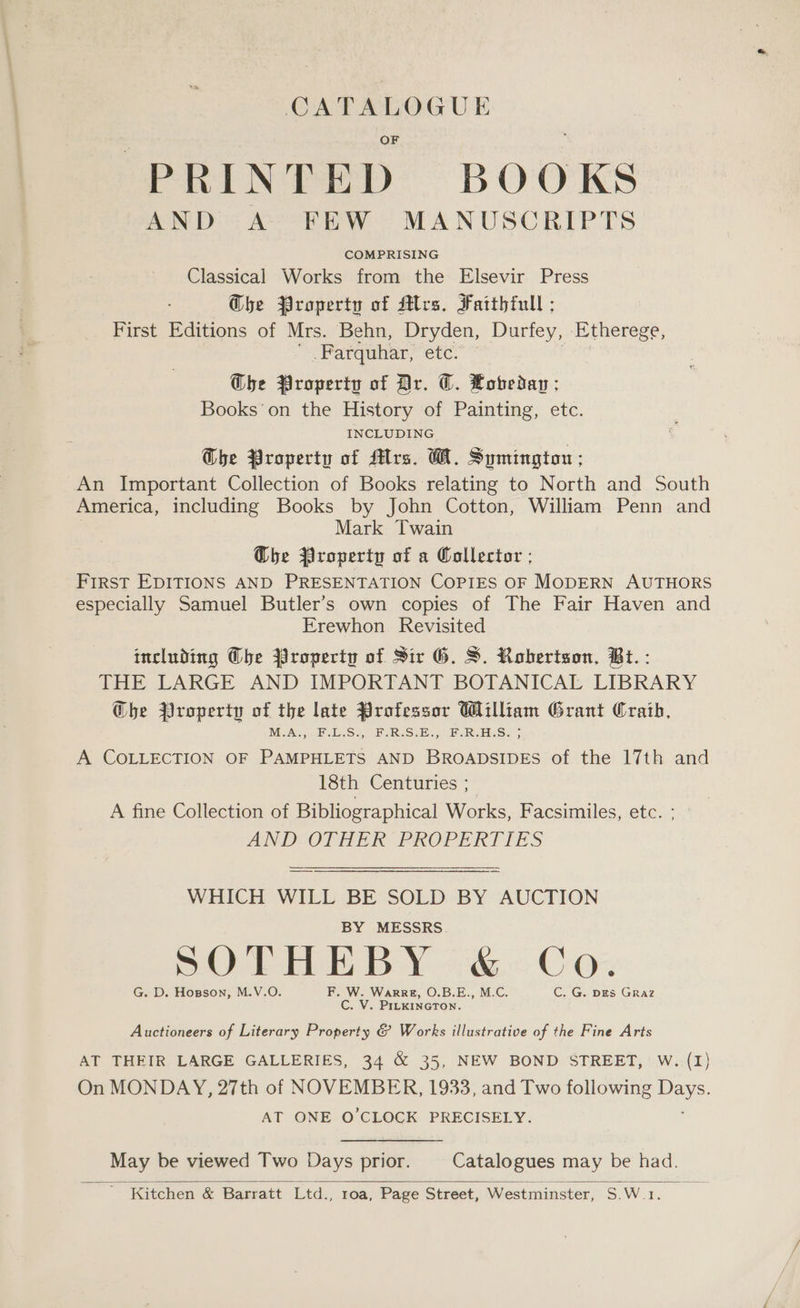 CATALOGUE
OF
PRINTED BOOKS
AND A FEW MANUSCRIPTS
COMPRISING
Classical Works from the Elsevir Press
The Property of Mrs. Faithfull ;
First Editions of Mrs. Behn, Dryden, Durfey, Etherege,
Farquhar, etc.
The Property of Dr. T. Loveday ;
Books on the History of Painting, etc.
INCLUDING
The Property of Mrs. W. Symington ;
An Important Collection of Books relating to North and South
America, including Books by John Cotton, William Penn and
Mark Twain
The Property of a Collector ;
FIRST EDITIONS AND PRESENTATION COPIES OF MODERN AUTHORS
especially Samuel Butler's own copies of The Fair Haven and
Erewhon Revisited
including The Property of Sir G. S. Robertson, Bt. :
THE LARGE AND IMPORTANT BOTANICAL LIBRARY
The Property of the late Professor William Grant Craib,
M.A., F.L.S., F.R.S.E., F.R.H.S. ;
A COLLECTION OF PAMPHLETS AND BROADSIDES of the 17th and
18th Centuries ;
A fine Collection of Bibliographical Works, Facsimiles, etc. ;
AND OTHER PROPERTIES
WHICH WILL BE SOLD BY AUCTION
BY MESSRS
SOTHEBY & Co.
G. D. HOBSON, M.V.O. F. W. WARRE, O.B.E., M.C. C. G. DES GRAZ
C. V. PILKINGTON.
Auctioneers of Literary Property & Works illustrative of the Fine Arts
AT THEIR LARGE GALLERIES, 34 & 35, NEW BOND STREET, W. (1)
On MONDAY, 27th of NOVEMBER, 1933, and Two following Days.
AT ONE O'CLOCK PRECISELY.
May be viewed Two Days prior. Catalogues may be had.
Kitchen & Barratt Ltd., 10a, Page Street, Westminster, S.W.1.